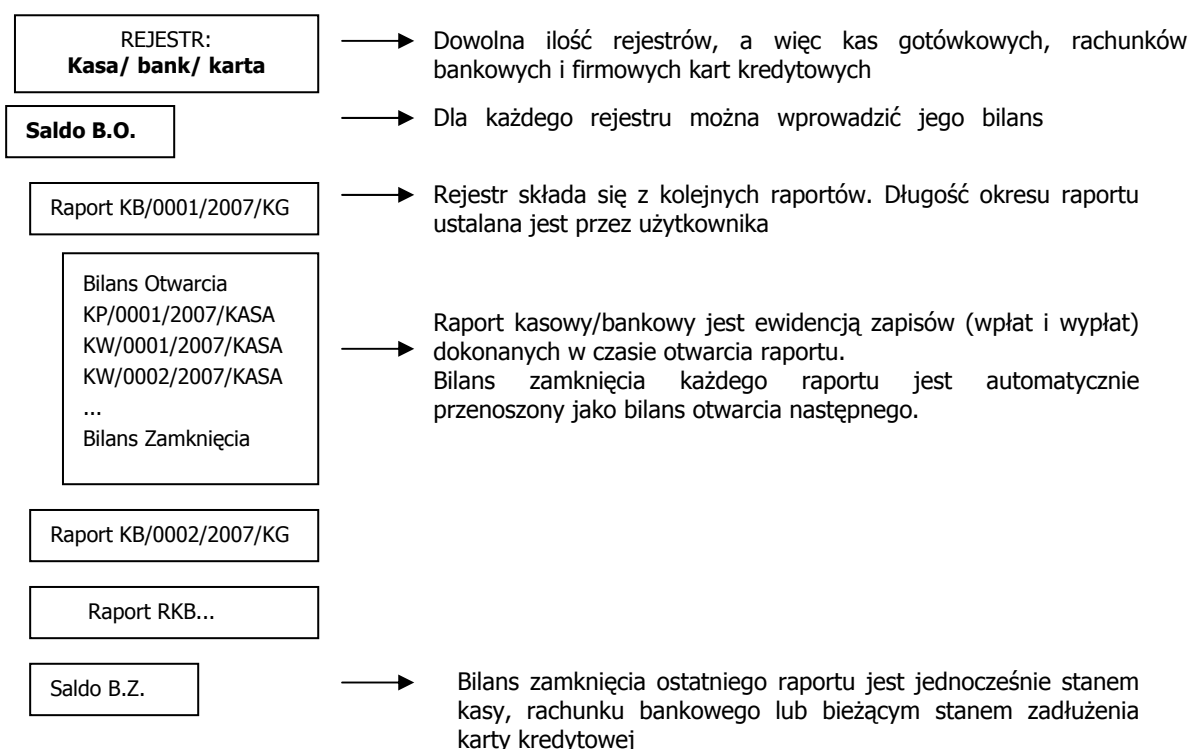 REJESTR:
Kasa/ bank/ karta
Dowolna ilość rejestrów, a więc kas gotówkowych, rachunków
bankowych i firmowych kart kredytowych
Saldo B.O.
Dla każdego rejestru można wprowadzić jego bilans
Raport KB/0001/2007/KG
Rejestr składa się z kolejnych raportów. Długość okresu raportu
ustalana jest przez użytkownika
Bilans Otwarcia
KP/0001/2007/KASA
KW/0001/2007/KASA
KW/0002/2007/KASA
...
Bilans Zamknięcia
Raport kasowy/bankowy jest ewidencją zapisów (wpłat i wypłat)
dokonanych w czasie otwarcia raportu.
Bilans zamknięcia każdego raportu jest automatycznie
przenoszony jako bilans otwarcia następnego.
Raport KB/0002/2007/KG
Raport RKB...
Saldo B.Z.
Bilans zamknięcia ostatniego raportu jest jednocześnie stanem
kasy, rachunku bankowego lub bieżącym stanem zadłużenia
karty kredytowej